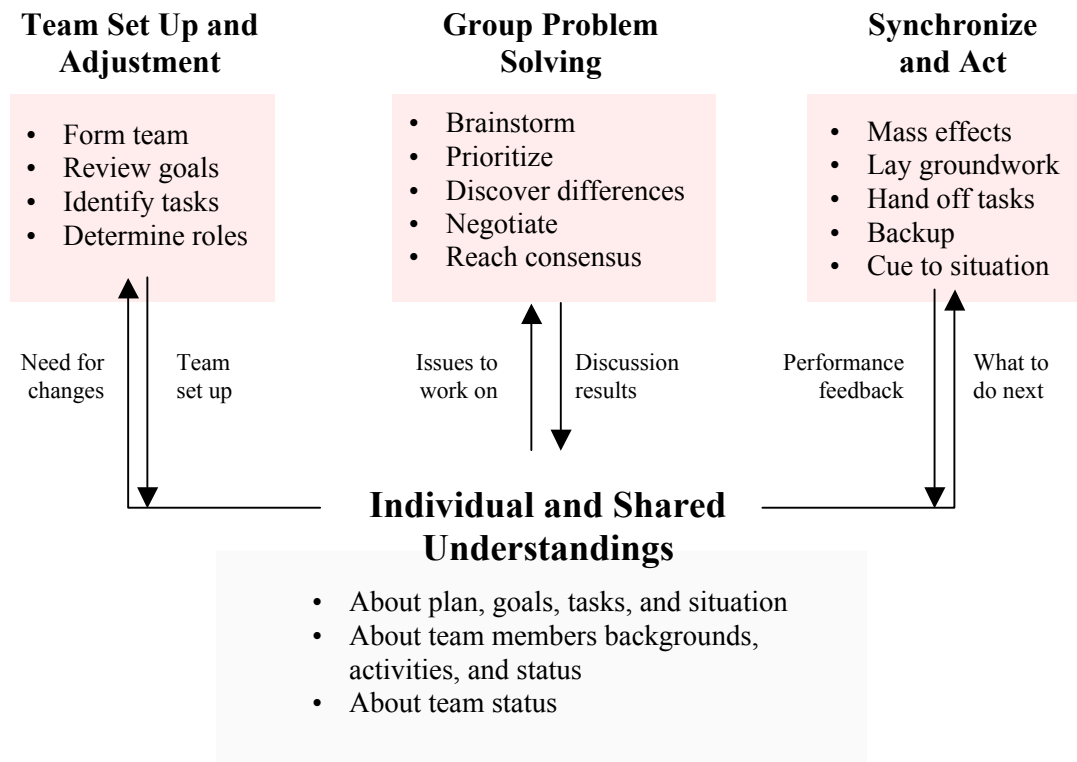 Team Set Up and
Adjustment
• Form team
• Review goals
• Identify tasks
• Determine roles
Group Problem
Solving
• Brainstorm
• Prioritize
• Discover differences
• Negotiate
• Reach consensus
Synchronize
and Act
• Mass effects
• Lay groundwork
• Hand off tasks
• Backup
• Cue to situation
Need for
changes
Team
set up
Issues to
work on
Discussion
results
Performance
feedback
What to
do next
Individual and Shared
Understandings
• About plan, goals, tasks, and situation
• About team members backgrounds,
activities, and status
• About team status